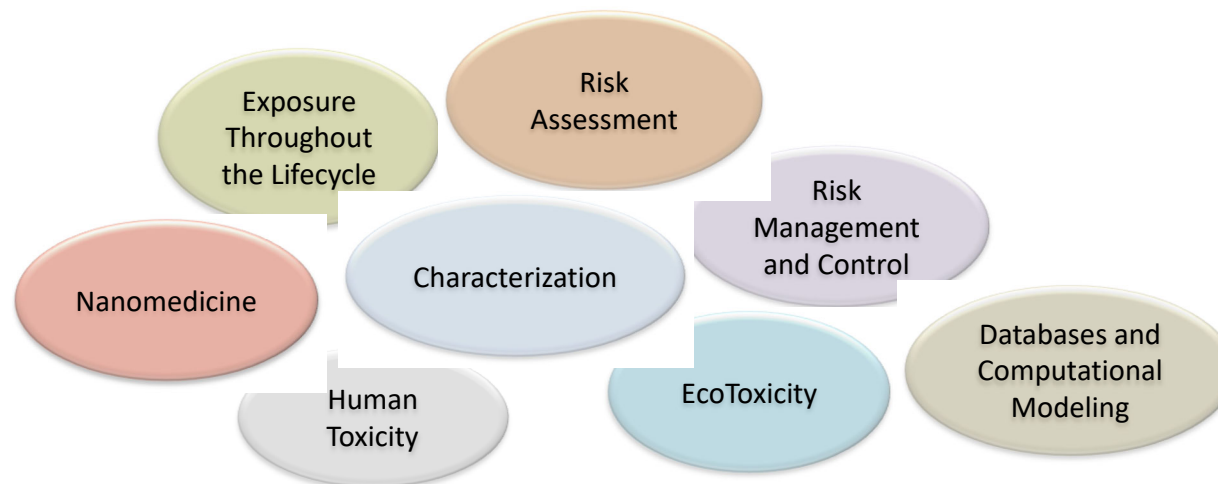 Exposure
Throughout
the Lifecycle
Risk
Assessment
Risk
Management
and Control
Nanomedicine
Characterization
Databases and
Computational
Modeling
Human
Toxicity
EcoToxicity